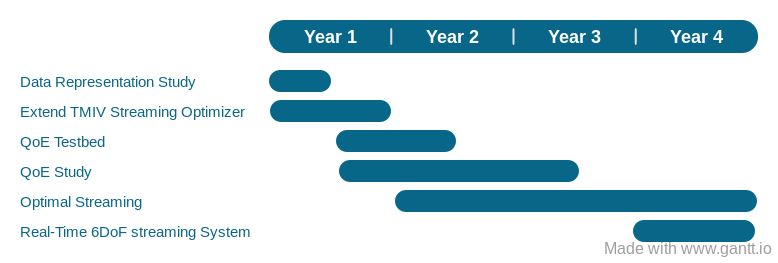 Year 1 | Year 2 | Year 3 | Year 4
Data Representation Study
Extend TMIV Streaming Optimizer
QoE Testbed
QoE Study
Optimal Streaming
Real-Time 6DoF streaming System
Made with www.gantt.io